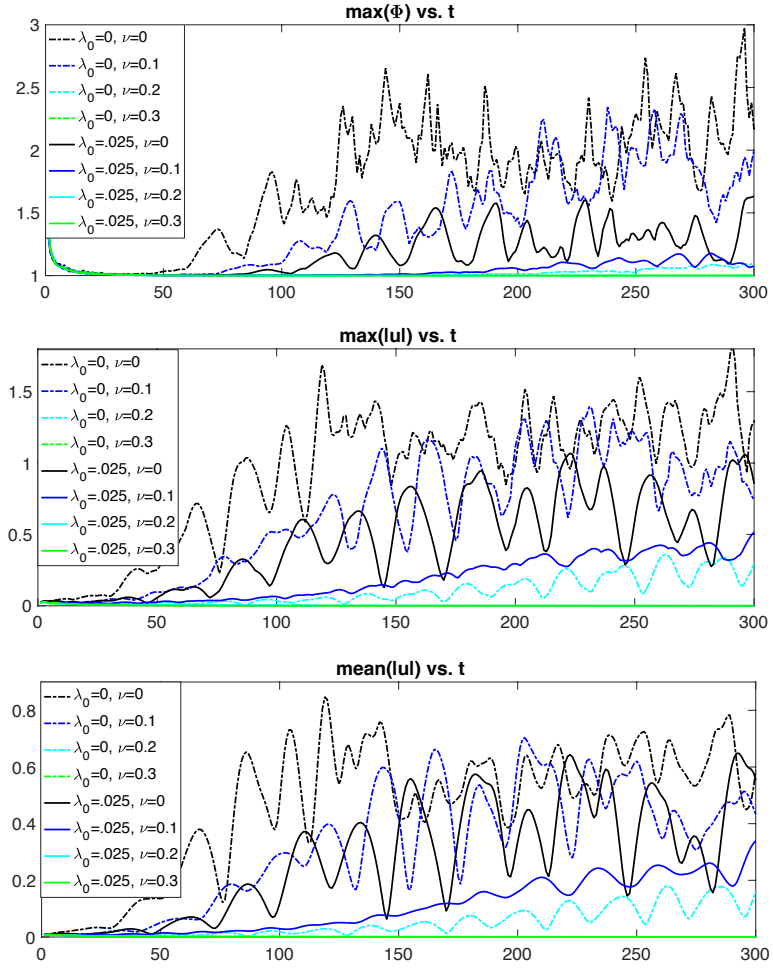 max(Φ) vs. t
3
2.5
2
1.5
1
λ0=0, ν=0
λ0=0, ν=0.1
λ0=0, ν=0.2
λ0=0, ν=0.3
λ0=.025, ν=0
λ0=.025, ν=0.1
λ0=.025, ν=0.2
λ0=.025, ν=0.3
0 50 100 150 200 250 300
max(|u|) vs. t
1.5
1
0.5
0
λ0=0, ν=0
λ0=0, ν=0.1
λ0=0, ν=0.2
λ0=0, ν=0.3
λ0=.025, ν=0
λ0=.025, ν=0.1
λ0=.025, ν=0.2
λ0=.025, ν=0.3
0 50 100 150 200 250 300
mean(|u|) vs. t
0.8
0.6
0.4
0.2
0
λ0=0, ν=0
λ0=0, ν=0.1
λ0=0, ν=0.2
λ0=0, ν=0.3
λ0=.025, ν=0
λ0=.025, ν=0.1
λ0=.025, ν=0.2
λ0=.025, ν=0.3
0 50 100 150 200 250 300